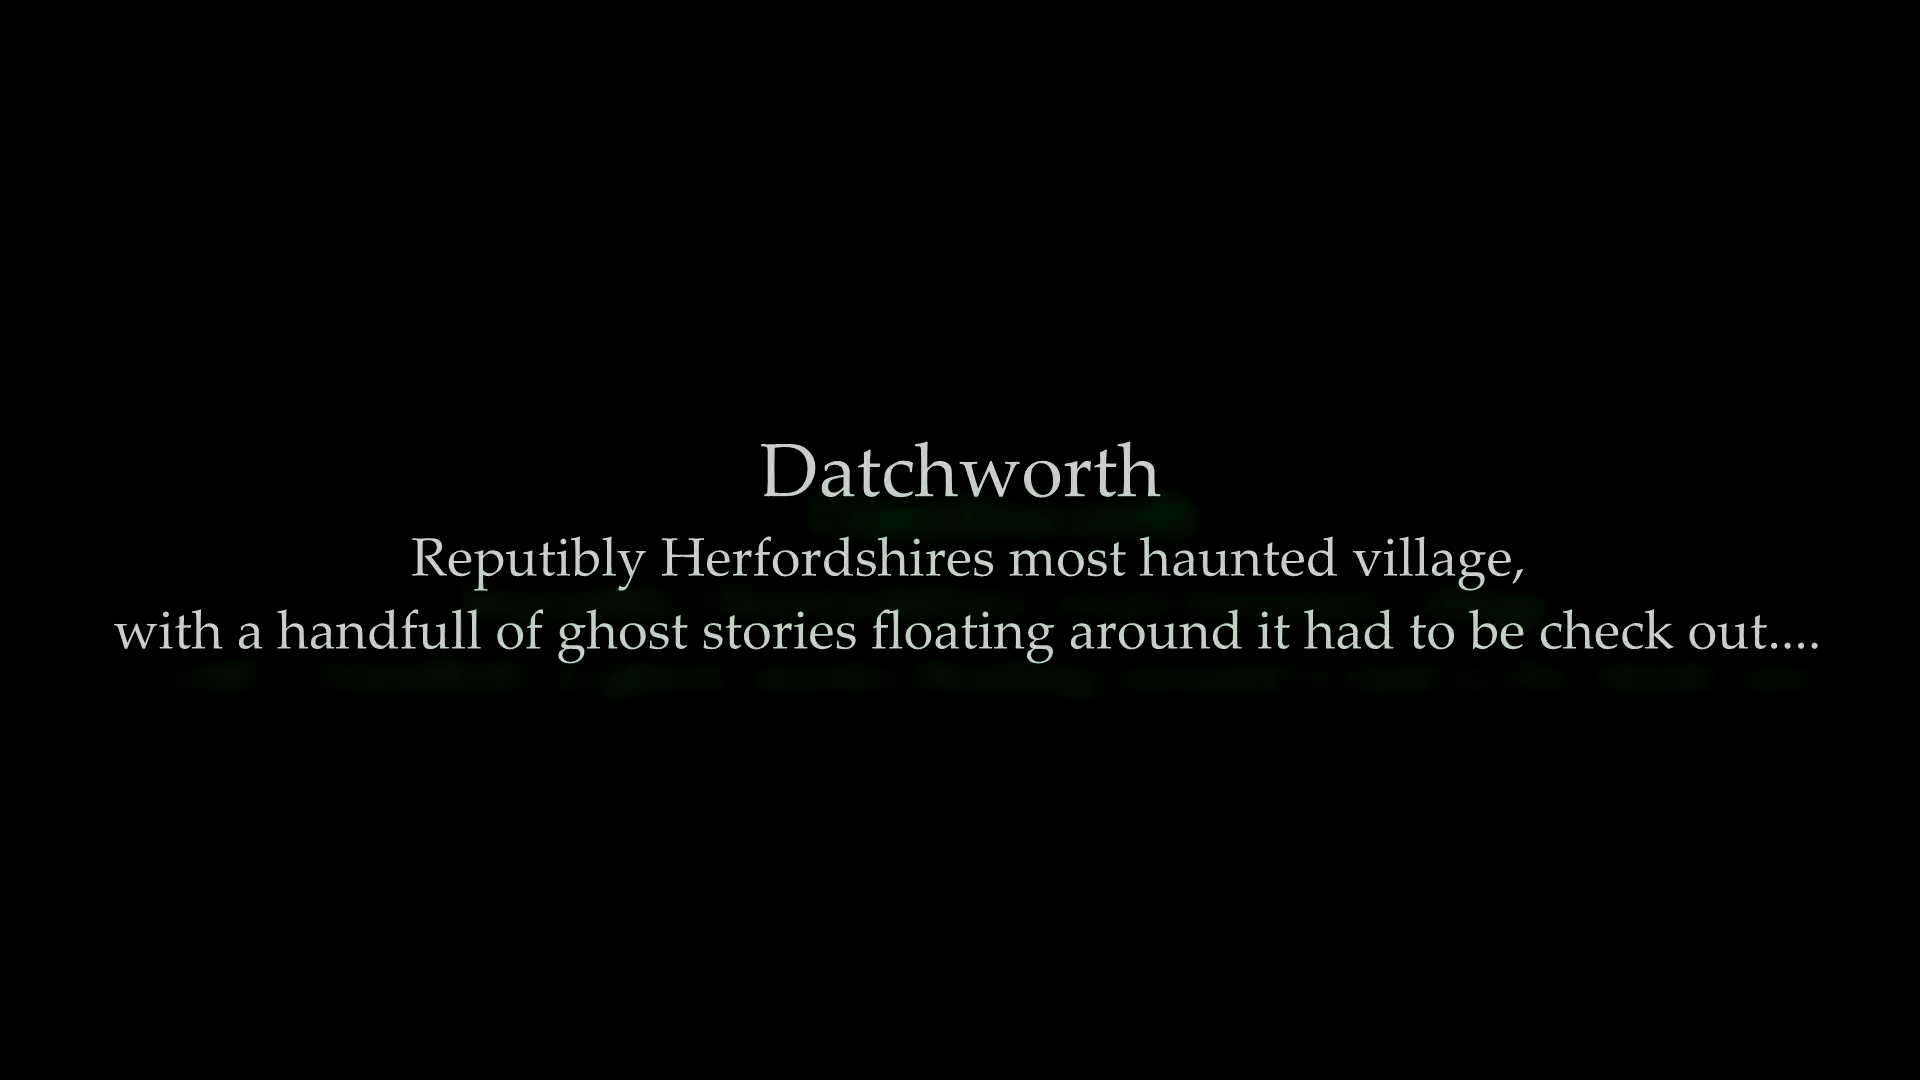 Datchworth
Reputibly Herfordshires most haunted village,
with a handfull of ghost stories floating around it had to be check out....